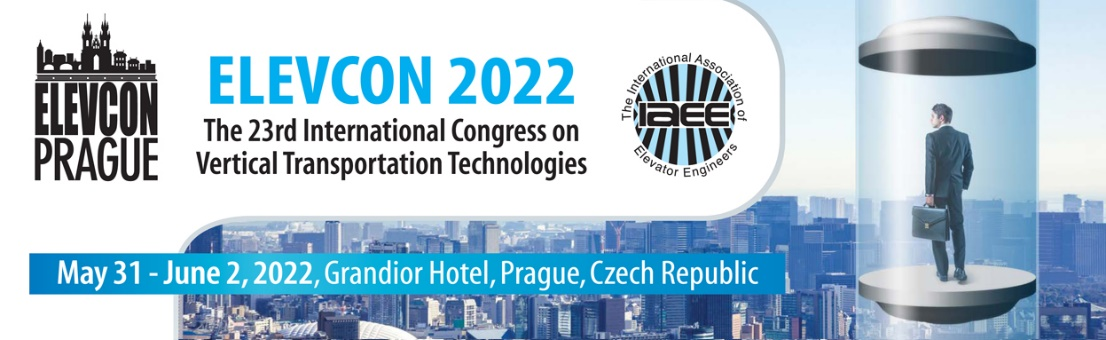 ELEVCON
PRAGUE
ELEVCON 2022
The 23rd International Congress on
Vertical Transportation Technologies
The International Association of
iaEE
Elevator Engineers
May 31 - June 2, 2022, Grandior Hotel, Prague, Czech Republic